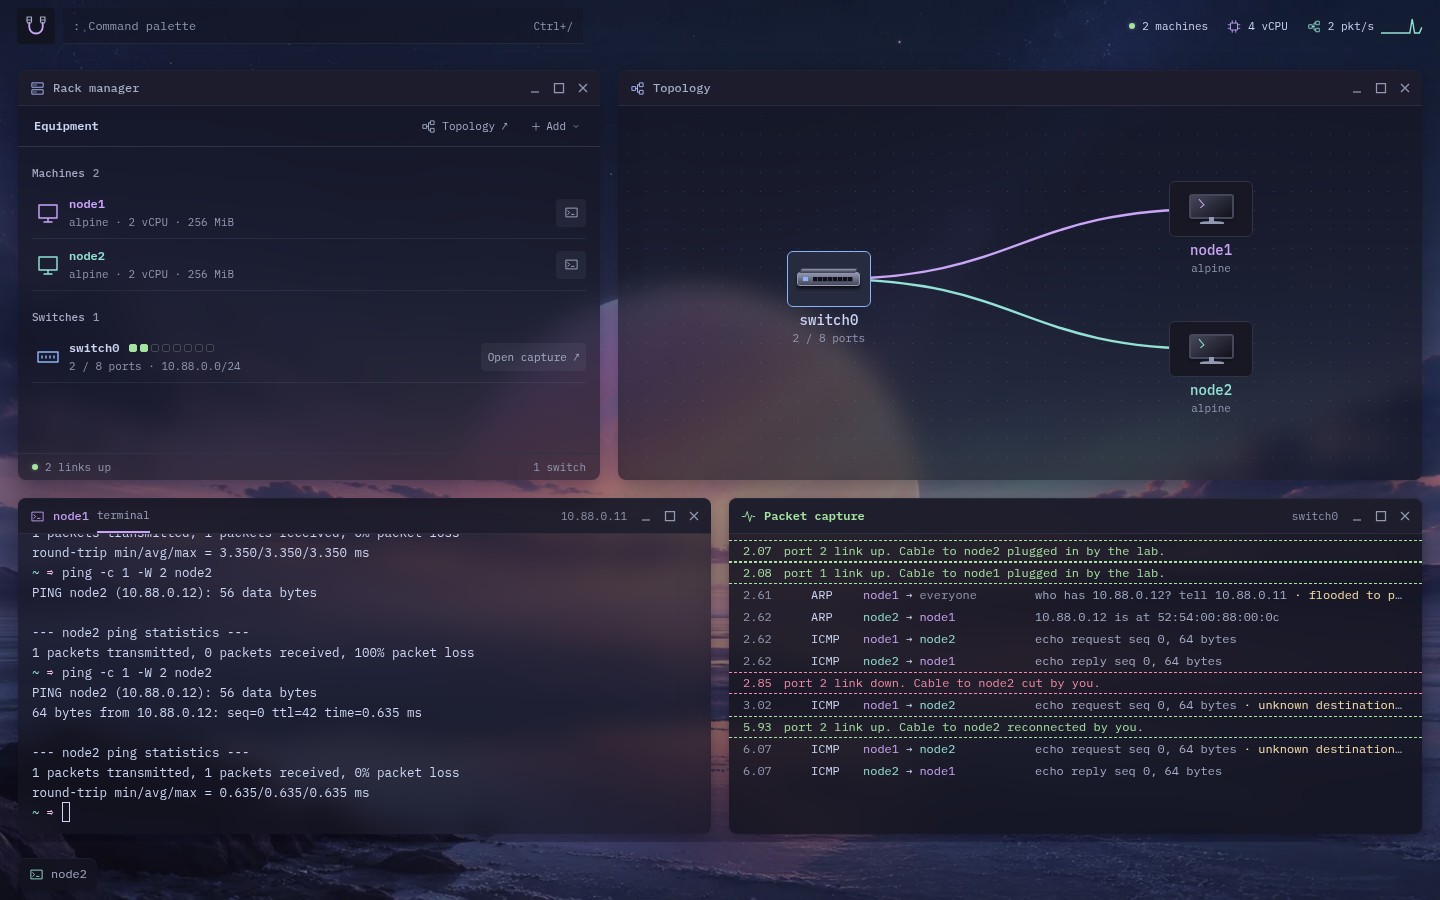 : Command palette Ctrl+/
2 machines 4 vCPU 2 pkt/s
Rack manager
Equipment Topology ↗ + Add
Machines 2
node1
alpine · 2 vCPU · 256 MiB
node2
alpine · 2 vCPU · 256 MiB
Switches 1
switch0
2 / 8 ports · 10.88.0.0/24
Open capture ↗
2 links up 1 switch
Topology
node1
alpine
switch0
2 / 8 ports
node2
alpine
node1 terminal 10.88.0.11
1 packets transmitted, 1 packets received, 0% packet loss
round-trip min/avg/max = 3.350/3.350/3.350 ms
~ ⇒ ping -c 1 -W 2 node2
PING node2 (10.88.0.12): 56 data bytes
--- node2 ping statistics ---
1 packets transmitted, 0 packets received, 100% packet loss
~ ⇒ ping -c 1 -W 2 node2
PING node2 (10.88.0.12): 56 data bytes
64 bytes from 10.88.0.12: seq=0 ttl=42 time=0.635 ms
--- node2 ping statistics ---
1 packets transmitted, 1 packets received, 0% packet loss
round-trip min/avg/max = 0.635/0.635/0.635 ms
~ ⇒
Packet capture switch0
2.07 port 2 link up. Cable to node2 plugged in by the lab.
2.08 port 1 link up. Cable to node1 plugged in by the lab.
2.61 ARP node1 → everyone who has 10.88.0.12? tell 10.88.0.11 · flooded to p…
2.62 ARP node2 → node1 10.88.0.12 is at 52:54:00:88:00:0c
2.62 ICMP node1 → node2 echo request seq 0, 64 bytes
2.62 ICMP node2 → node1 echo reply seq 0, 64 bytes
2.85 port 2 link down. Cable to node2 cut by you.
3.02 ICMP node1 → node2 echo request seq 0, 64 bytes · unknown destination…
5.93 port 2 link up. Cable to node2 reconnected by you.
6.07 ICMP node1 → node2 echo request seq 0, 64 bytes · unknown destination…
6.07 ICMP node2 → node1 echo reply seq 0, 64 bytes
node2